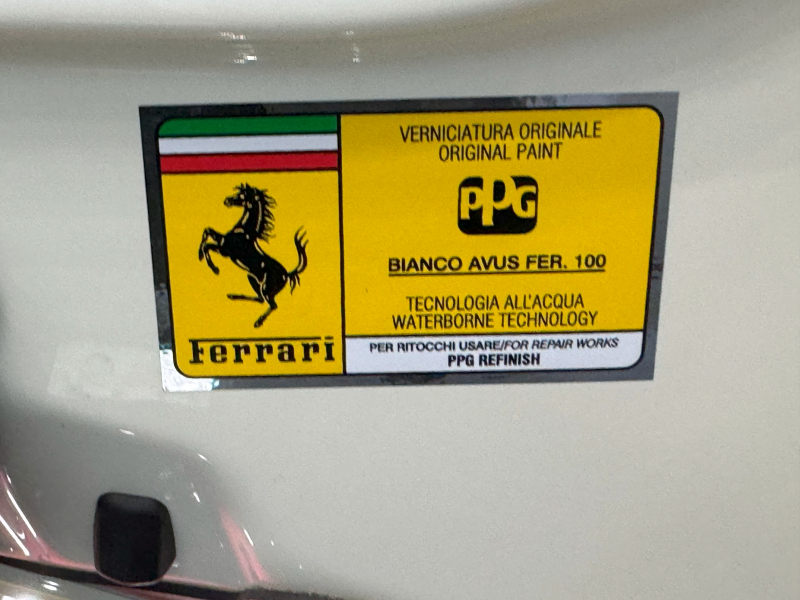 VERNICIATURA ORIGINALE
ORIGINAL PAINT
PPG
BIANCO AVUS FER. 100
TECNOLOGIA ALL'ACQUA
WATERBORNE TECHNOLOGY
Ferrari
PER RITOCCHI USARE/FOR REPAIR WORKS
PPG REFINISH